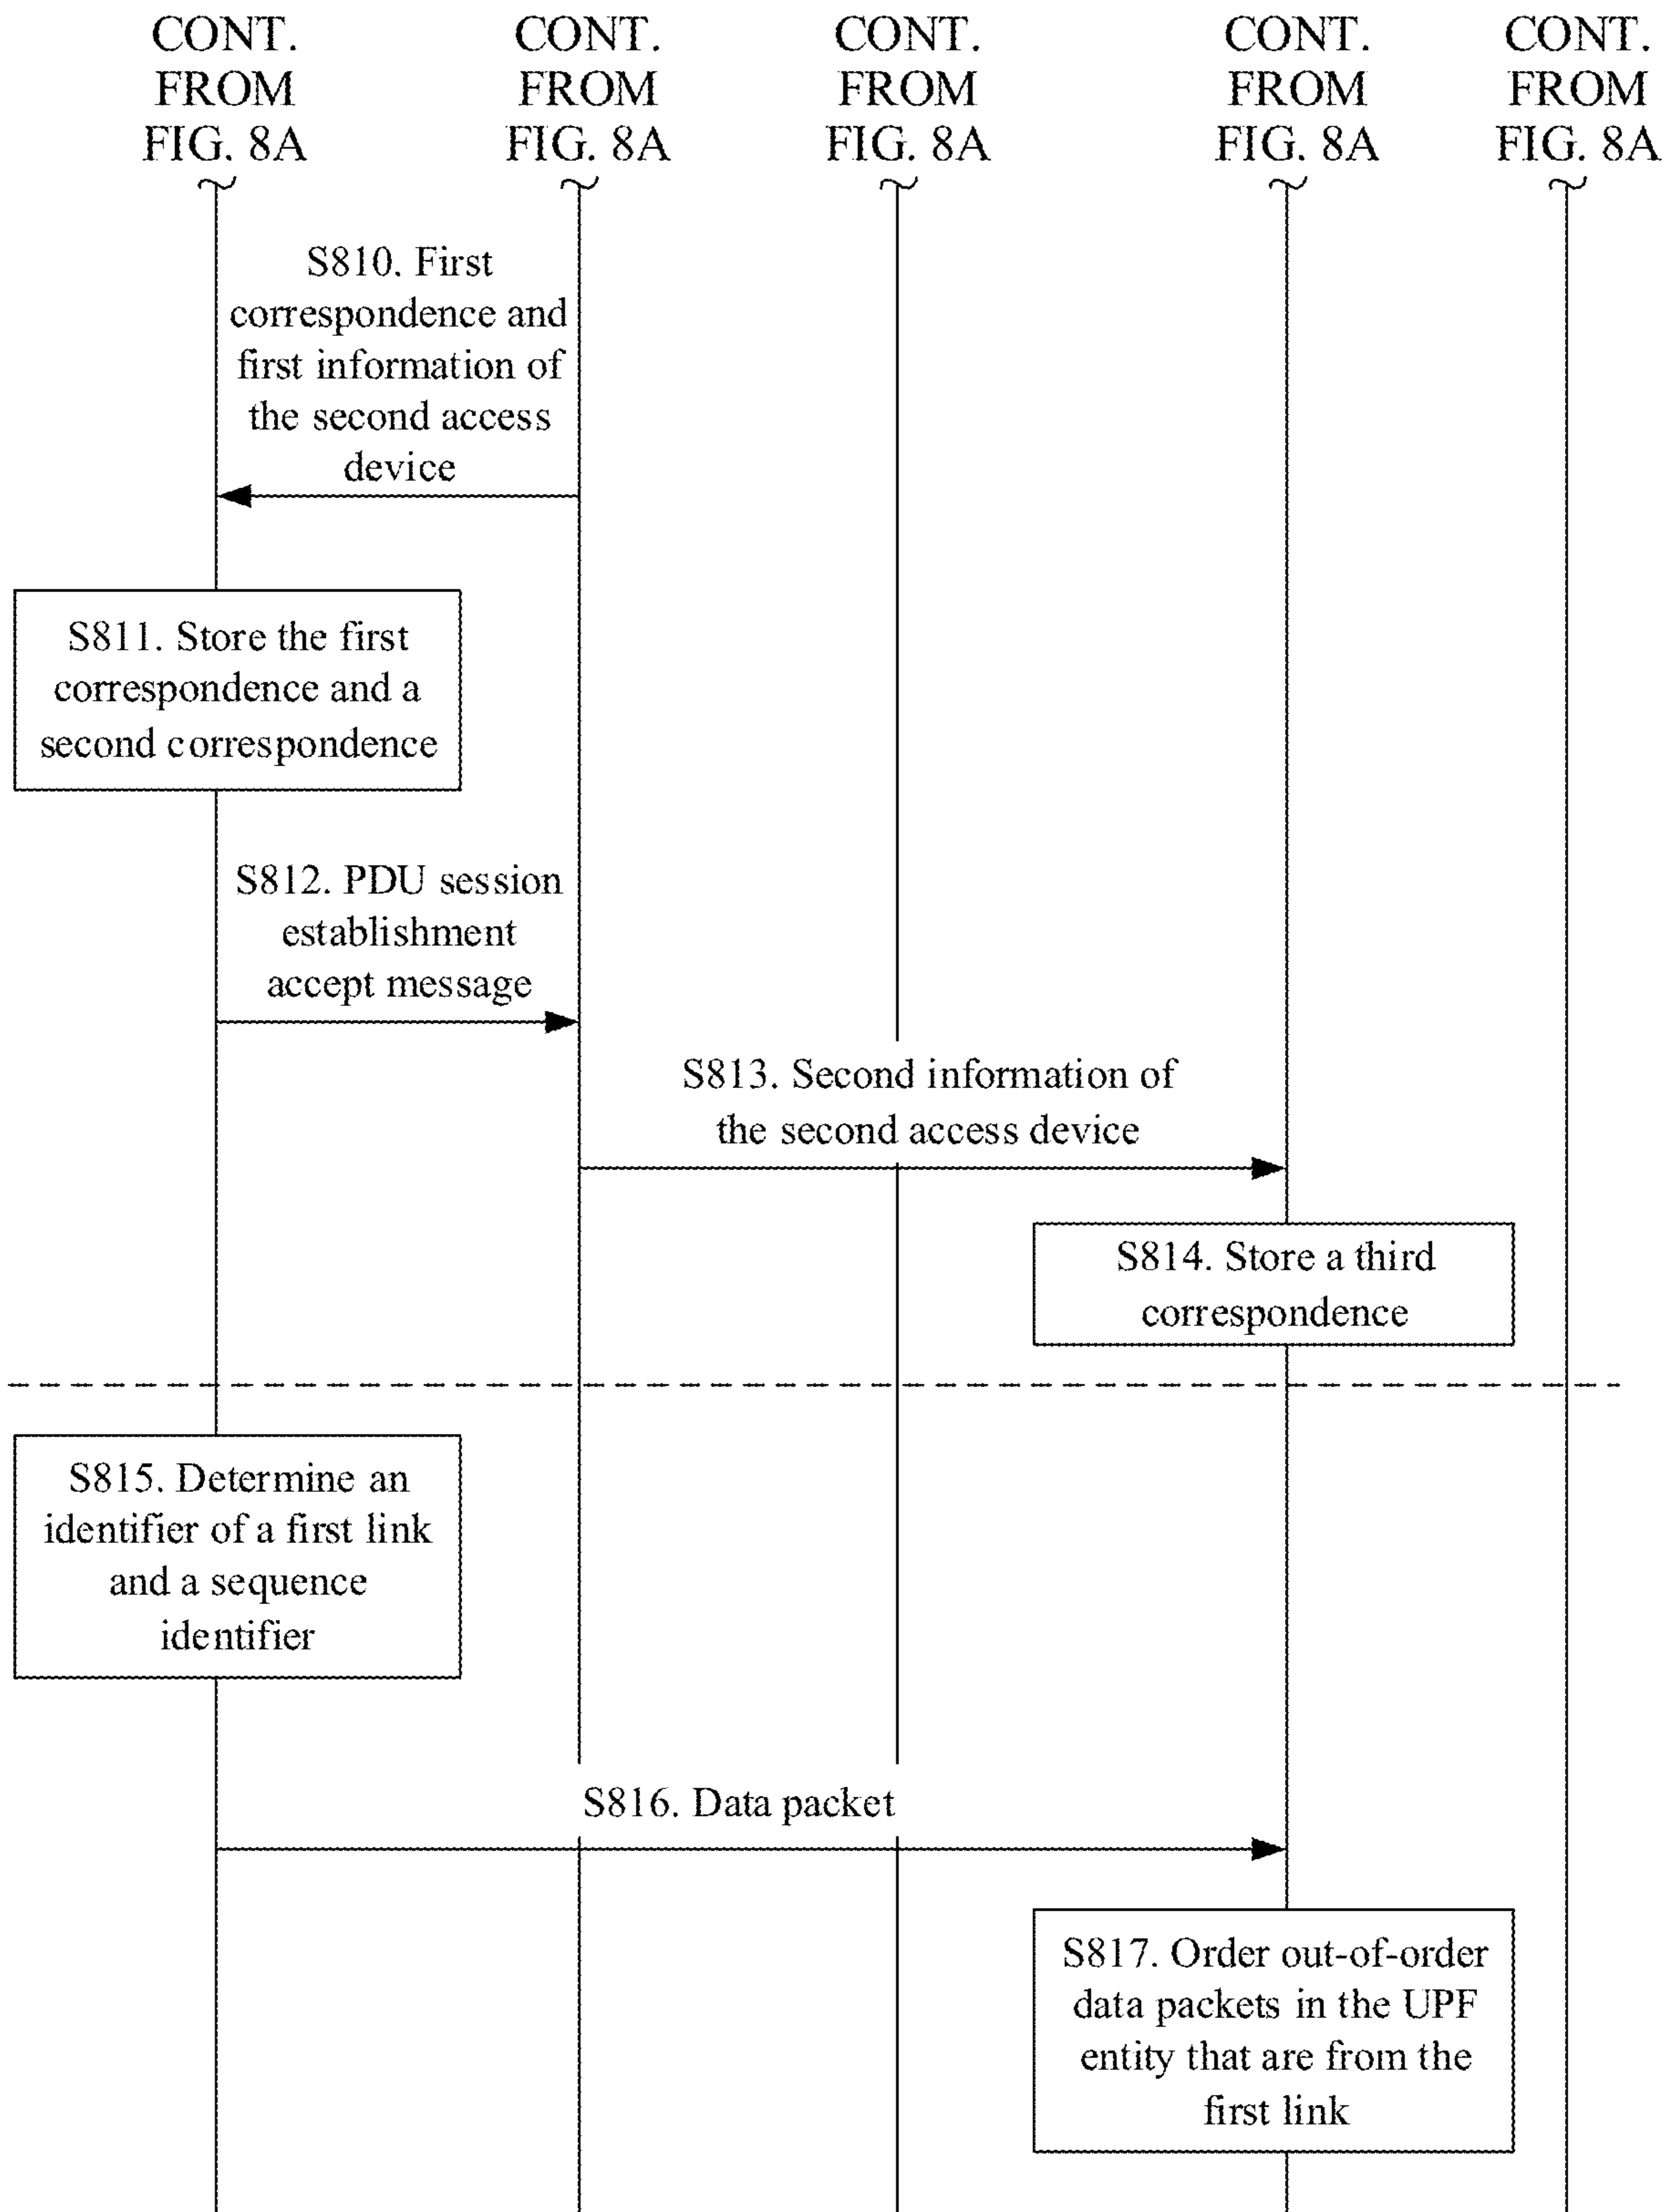 CONT.
FROM
FIG. 8A
CONT.
FROM
FIG. 8A
CONT.
FROM
FIG. 8A
CONT.
FROM
FIG. 8A
CONT.
FROM
FIG. 8A
S810. First
correspondence and
first information of
the second access
device
S811. Store the first
correspondence and a
second correspondence
S812. PDU session
establishment
accept message
S813. Second information of
the second access device
S814. Store a third
correspondence
S815. Determine an
identifier of a first link
and a sequence
identifier
S816. Data packet
S817. Order out-of-order
data packets in the UPF
entity that are from the
first link